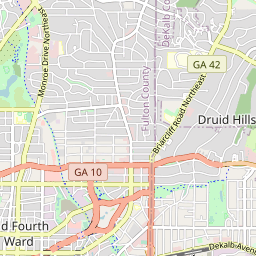 Monroe Drive Northeast
Fulton County
DeKalb Co
GA 42
Briarcliff Road Northeast
Druid Hills
GA 10
d Fourth
Ward
Dekalb Aven